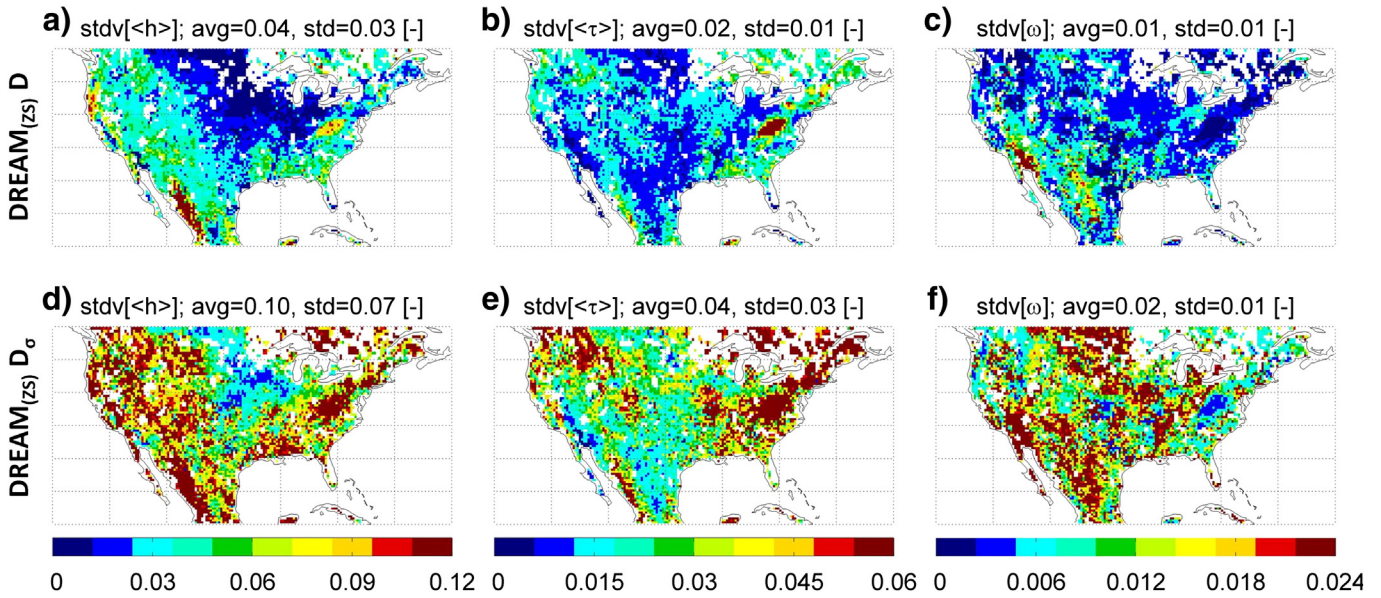 a) stdv[<h>]; avg=0.04, std=0.03 [-]
b) stdv[<τ>]; avg=0.02, std=0.01 [-]
c) stdv[ω]; avg=0.01, std=0.01 [-]
DREAM(ZS) D
d) stdv[<h>]; avg=0.10, std=0.07 [-]
e) stdv[<τ>]; avg=0.04, std=0.03 [-]
f) stdv[ω]; avg=0.02, std=0.01 [-]
DREAM(ZS) Dσ
0 0.03 0.06 0.09 0.12
0 0.015 0.03 0.045 0.06
0 0.006 0.012 0.018 0.024